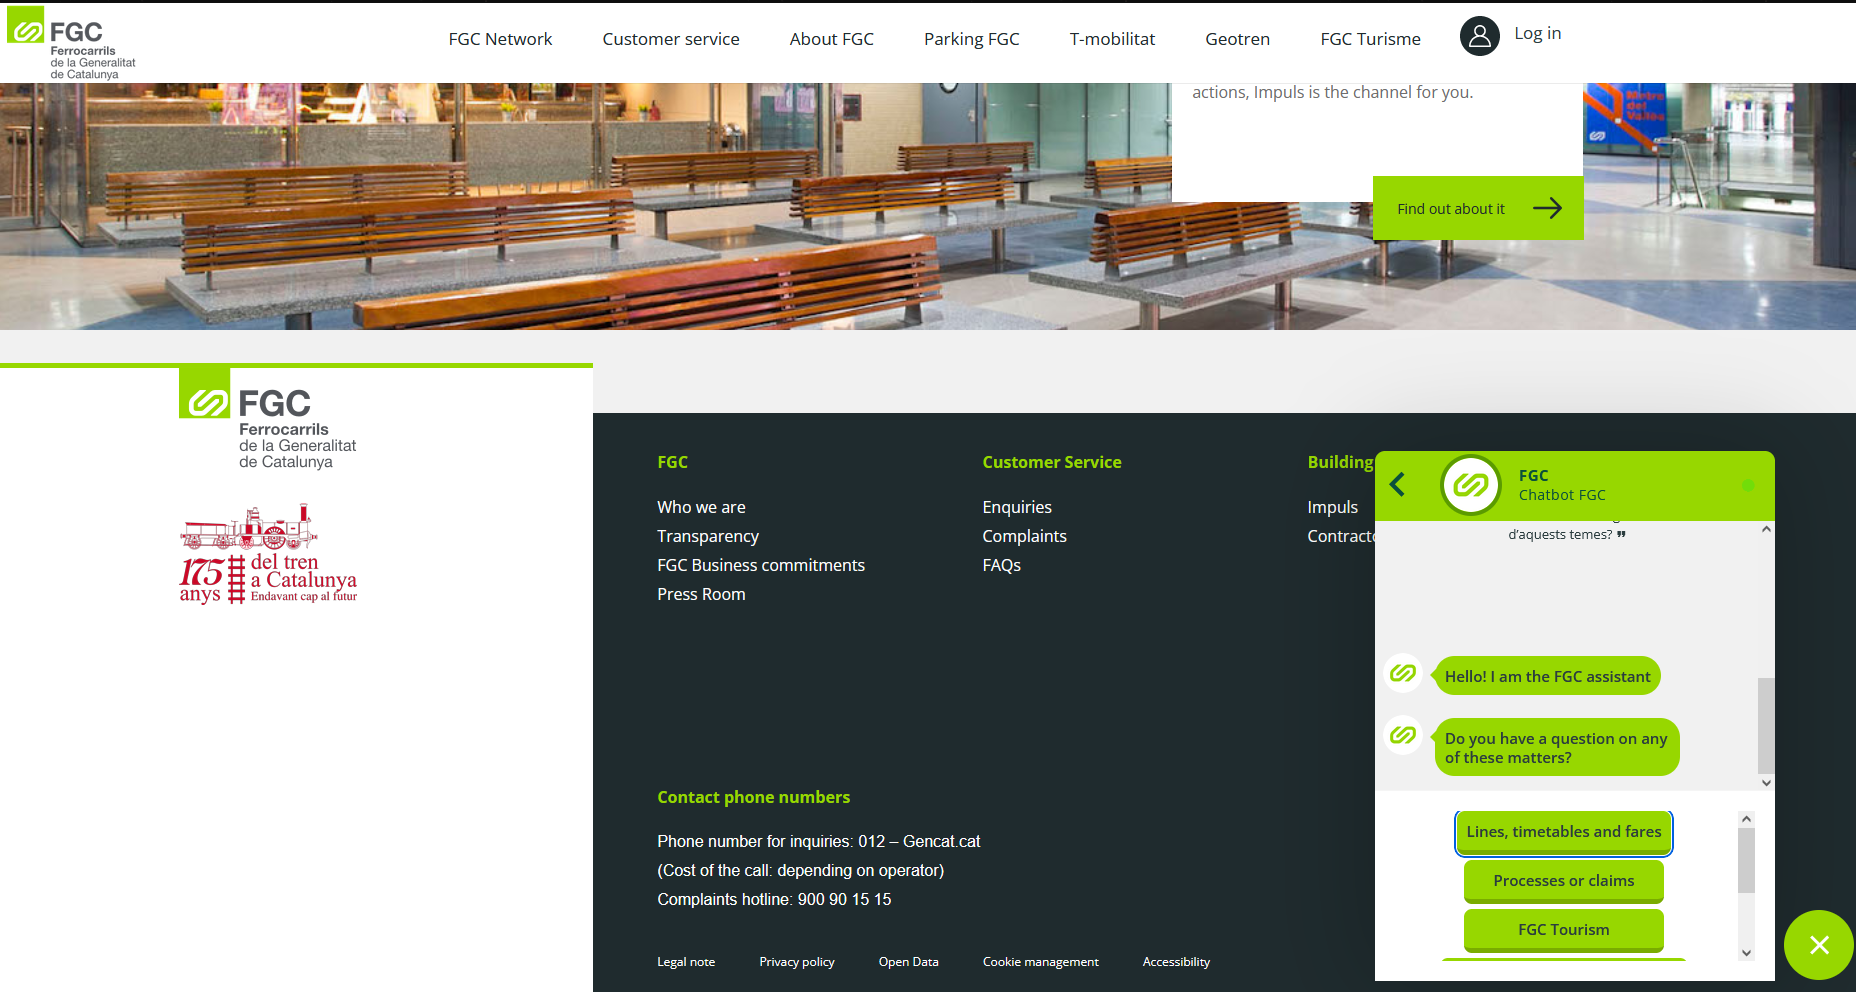 FGC
Ferrocarrils
de la Generalitat
de Catalunya
FGC Network
Customer service
About FGC
Parking FGC
T-mobilitat
Geotren
FGC Turisme
Log in
actions, Impuls is the channel for you.
Metro
del
Vallès
Find out about it
FGC
Ferrocarrils
de la Generalitat
de Catalunya
175
anys
del tren
a Catalunya
Endavant cap al futur
FGC
Who we are
Transparency
FGC Business commitments
Press Room
Customer Service
Enquiries
Complaints
FAQs
Building
Impuls
Contracto
Contact phone numbers
Phone number for inquiries: 012 – Gencat.cat
(Cost of the call: depending on operator)
Complaints hotline: 900 90 15 15
Legal note
Privacy policy
Open Data
Cookie management
Accessibility
FGC
Chatbot FGC
d’aquests temes? ❞
Hello! I am the FGC assistant
Do you have a question on any
of these matters?
Lines, timetables and fares
Processes or claims
FGC Tourism